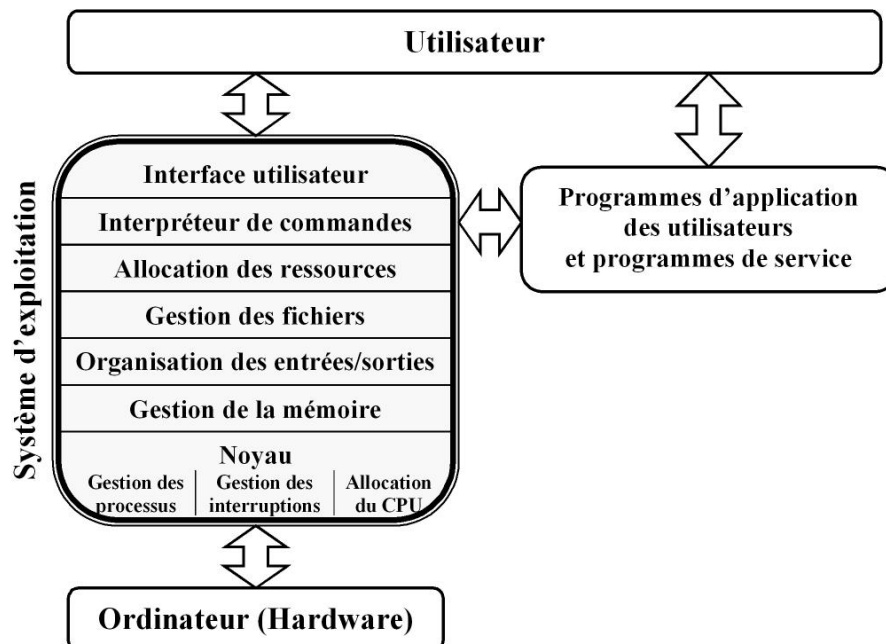 Utilisateur
Système d'exploitation
Interface utilisateur
Interpréteur de commandes
Allocation des ressources
Gestion des fichiers
Organisation des entrées/sorties
Gestion de la mémoire
Noyau
Gestion des
processus
Gestion des
interruptions
Allocation
du CPU
Programmes d'application
des utilisateurs
et programmes de service
Ordinateur (Hardware)